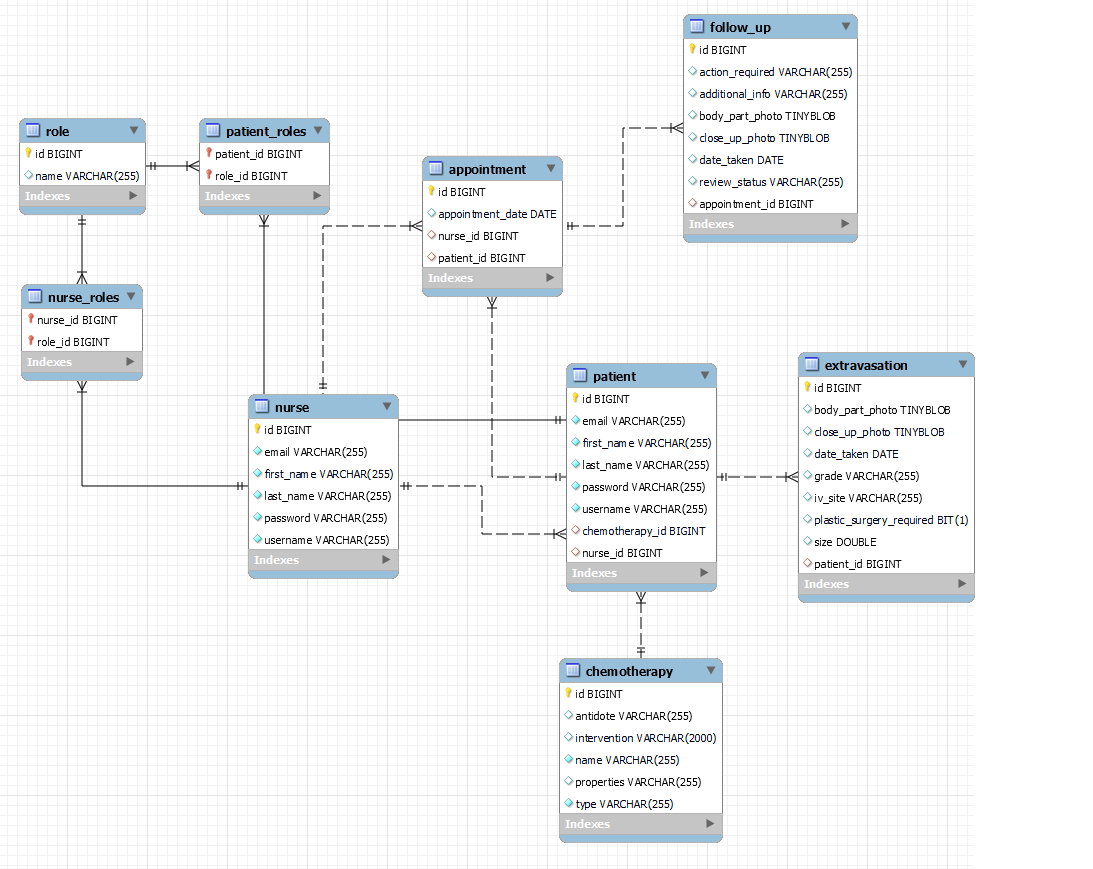 follow_up
id BIGINT
action_required VARCHAR(255)
additional_info VARCHAR(255)
body_part_photo TINYBLOB
close_up_photo TINYBLOB
date_taken DATE
review_status VARCHAR(255)
appointment_id BIGINT
Indexes
role
id BIGINT
name VARCHAR(255)
Indexes
patient_roles
patient_id BIGINT
role_id BIGINT
Indexes
appointment
id BIGINT
appointment_date DATE
nurse_id BIGINT
patient_id BIGINT
Indexes
nurse_roles
nurse_id BIGINT
role_id BIGINT
Indexes
nurse
id BIGINT
email VARCHAR(255)
first_name VARCHAR(255)
last_name VARCHAR(255)
password VARCHAR(255)
username VARCHAR(255)
Indexes
patient
id BIGINT
email VARCHAR(255)
first_name VARCHAR(255)
last_name VARCHAR(255)
password VARCHAR(255)
username VARCHAR(255)
chemotherapy_id BIGINT
nurse_id BIGINT
Indexes
extravasation
id BIGINT
body_part_photo TINYBLOB
close_up_photo TINYBLOB
date_taken DATE
grade VARCHAR(255)
iv_site VARCHAR(255)
plastic_surgery_required BIT(1)
size DOUBLE
patient_id BIGINT
Indexes
chemotherapy
id BIGINT
antidote VARCHAR(255)
intervention VARCHAR(2000)
name VARCHAR(255)
properties VARCHAR(255)
type VARCHAR(255)
Indexes